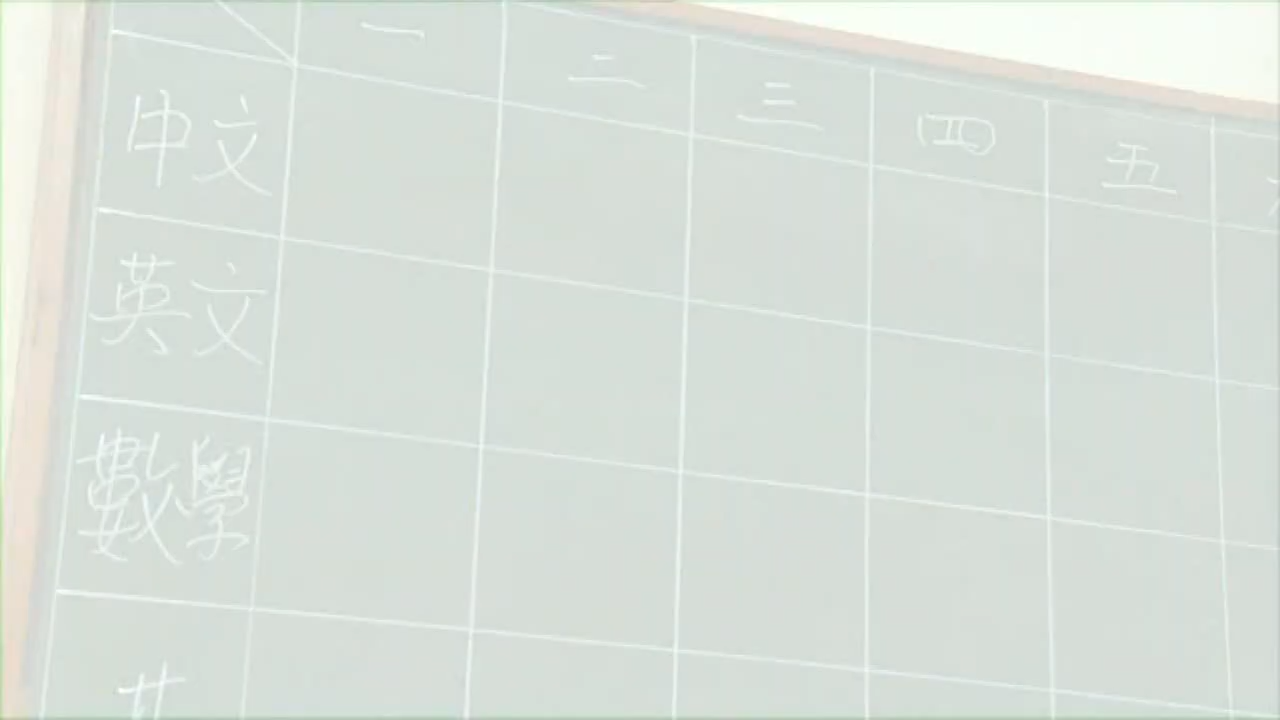 一 二 三 四 五
中文
英文
數學